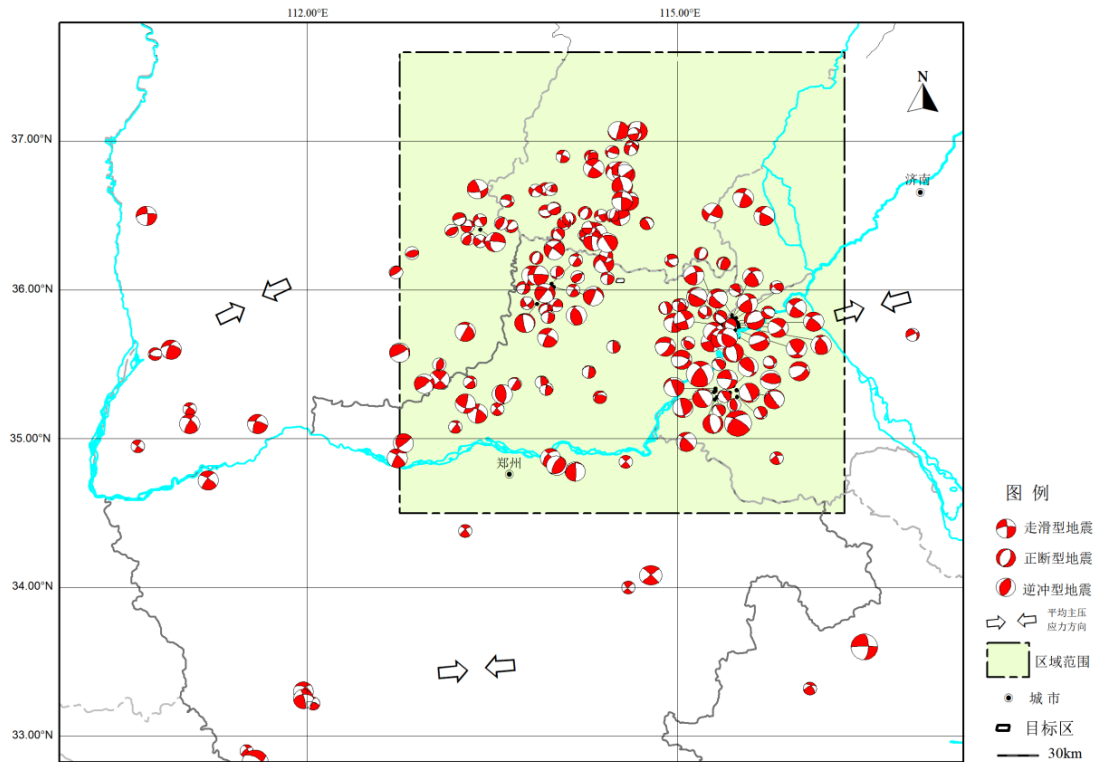 112.00°E
115.00°E
N
37.00°N
济南
36.00°N
35.00°N
郑州
图 例
走滑型地震
正断型地震
34.00°N
逆冲型地震
平均主压
应力方向
区域范围
城 市
目标区
33.00°N
30km